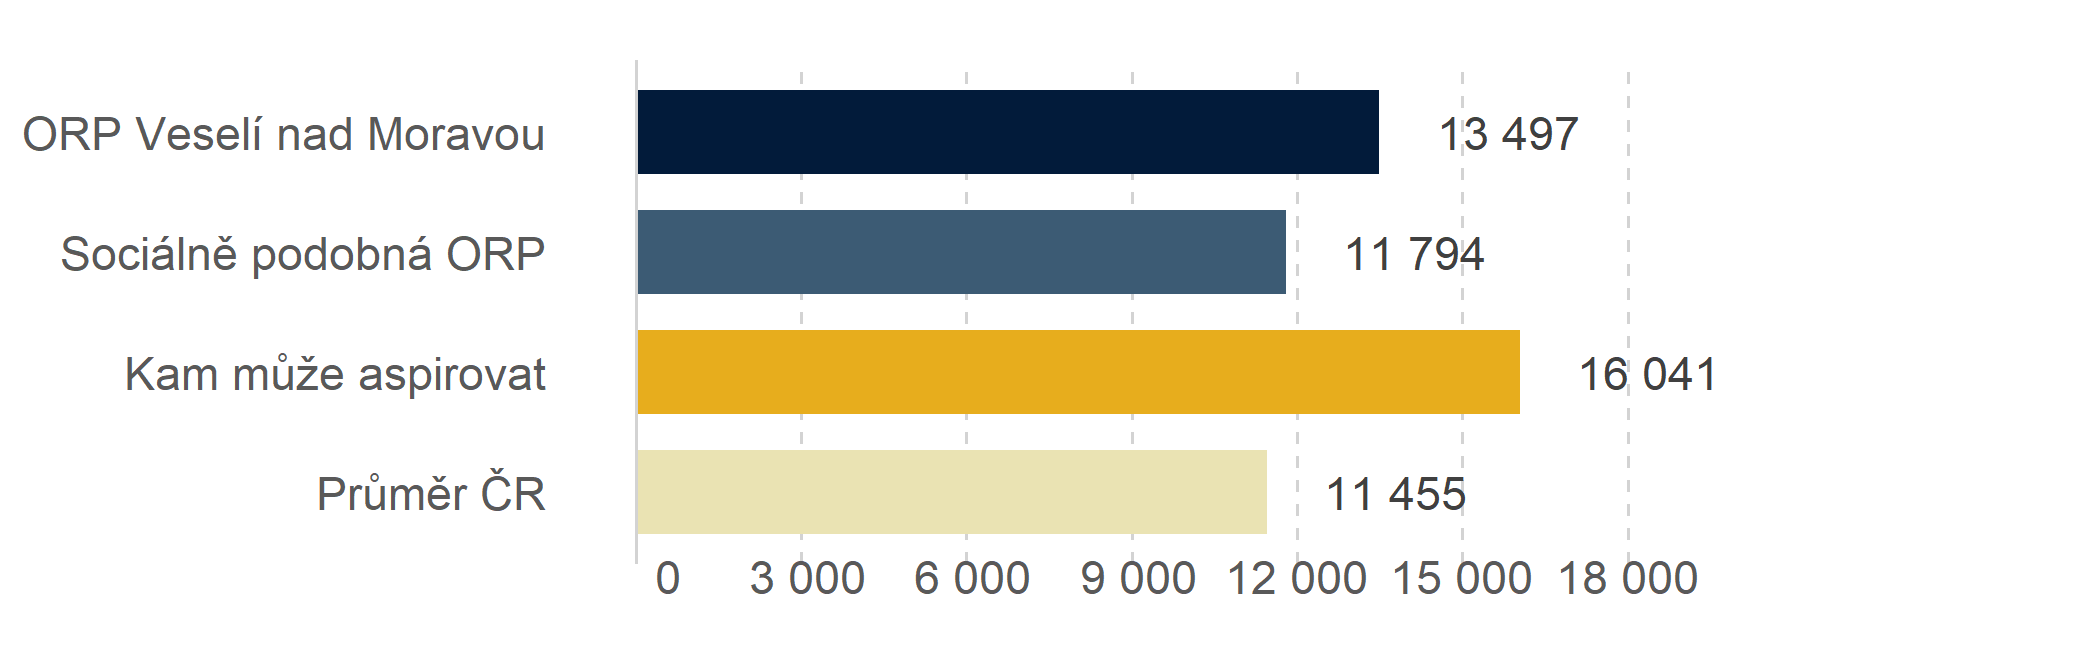 ORP Veselí nad Moravou 13 497
Sociálně podobná ORP 11 794
Kam může aspirovat 16 041
Průměr ČR 11 455
0 3 000 6 000 9 000 12 000 15 000 18 000